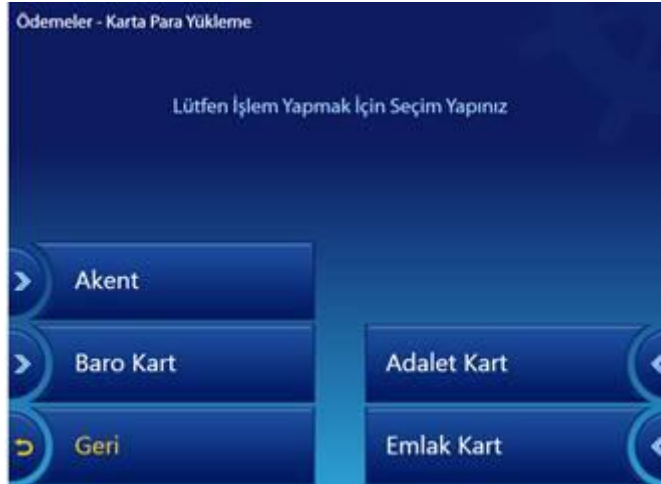 Ödemeler - Karta Para Yükleme
Lütfen İşlem Yapmak İçin Seçim Yapınız
Akent
Baro Kart
Adalet Kart
Geri
Emlak Kart